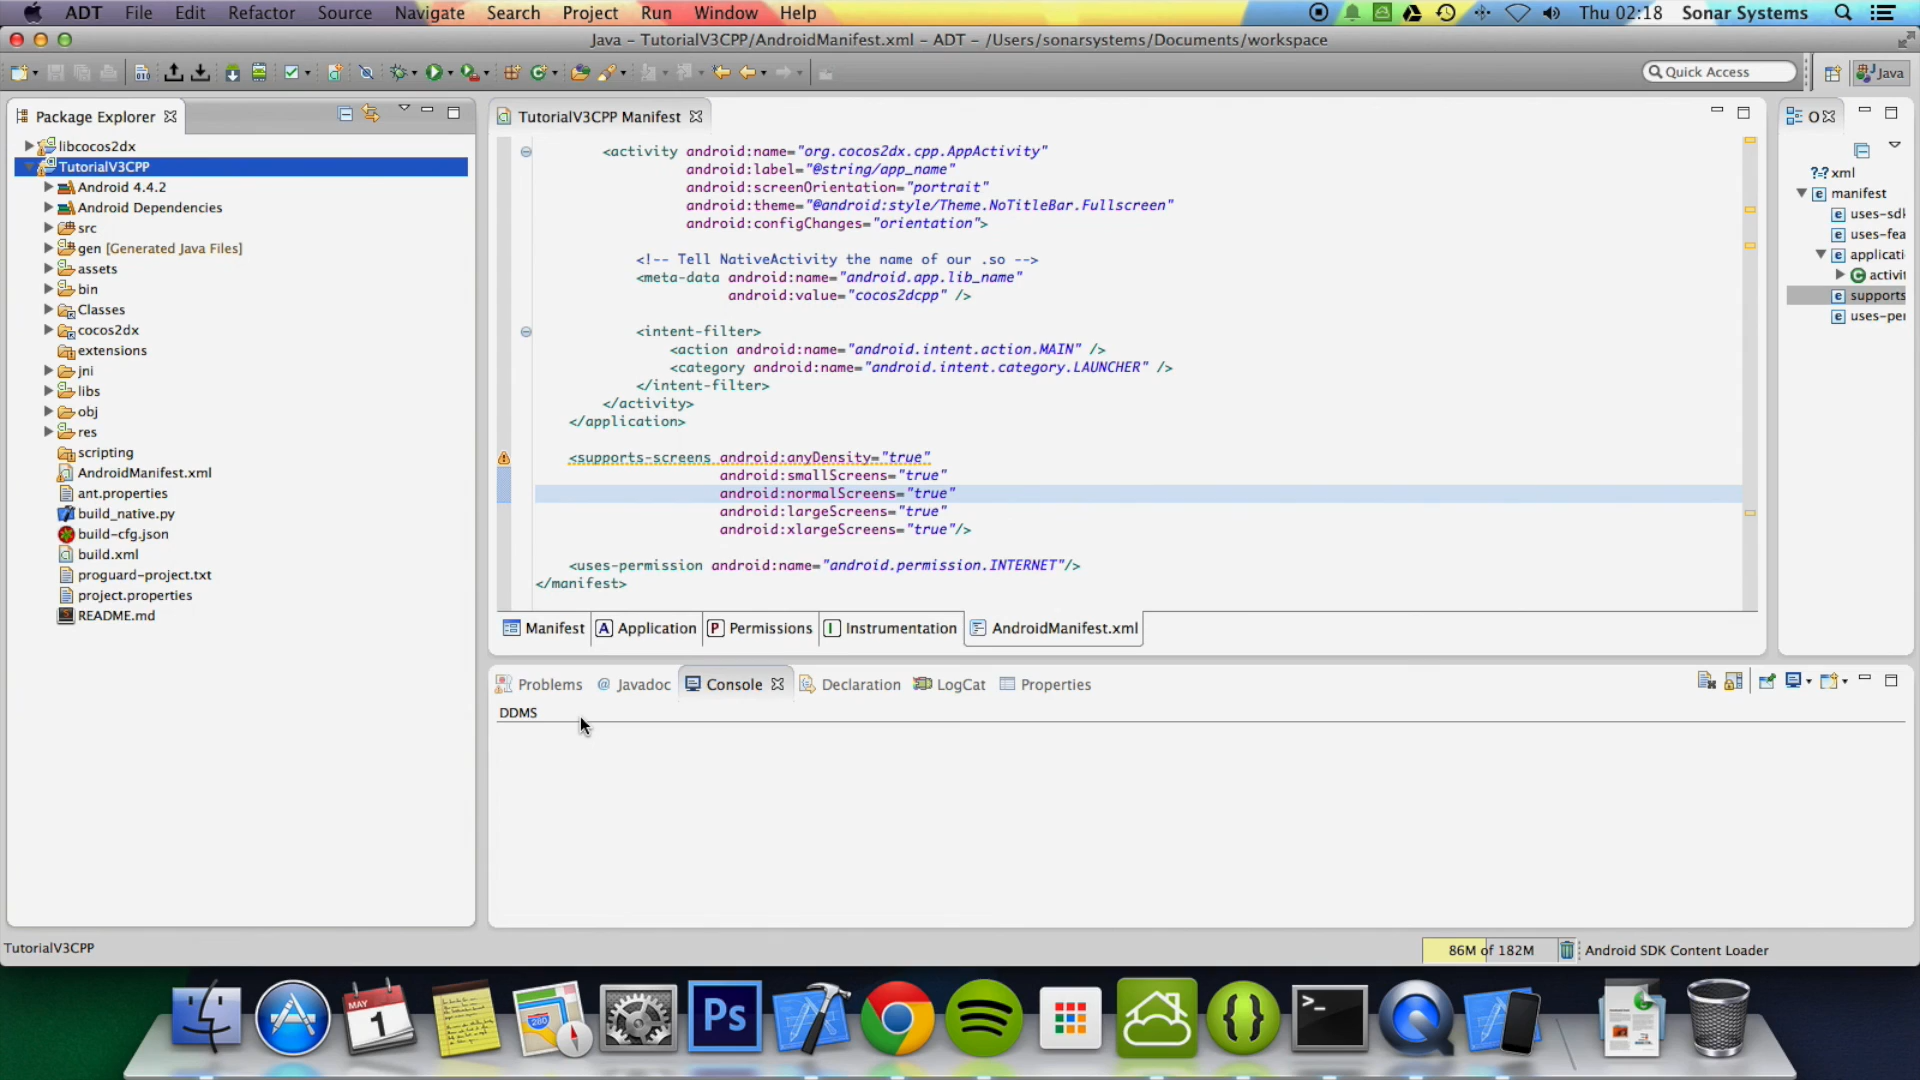 ADT File Edit Refactor Source Navigate Search Project Run Window Help Thu 02:18 Sonar Systems
Java - TutorialV3CPP/AndroidManifest.xml - ADT - /Users/sonarsystems/Documents/workspace
Quick Access Java
Package Explorer
libcocos2dx
TutorialV3CPP
Android 4.4.2
Android Dependencies
src
gen [Generated Java Files]
assets
bin
Classes
cocos2dx
extensions
jni
libs
obj
res
scripting
AndroidManifest.xml
ant.properties
build_native.py
build-cfg.json
build.xml
proguard-project.txt
project.properties
README.md
TutorialV3CPP Manifest
<activity android:name="org.cocos2dx.cpp.AppActivity"
android:label="@string/app_name"
android:screenOrientation="portrait"
android:theme="@android:style/Theme.NoTitleBar.Fullscreen"
android:configChanges="orientation">
<!-- Tell NativeActivity the name of our .so -->
<meta-data android:name="android.app.lib_name"
android:value="cocos2dcpp" />
<intent-filter>
<action android:name="android.intent.action.MAIN" />
<category android:name="android.intent.category.LAUNCHER" />
</intent-filter>
</activity>
</application>
<supports-screens android:anyDensity="true"
android:smallScreens="true"
android:normalScreens="true"
android:largeScreens="true"
android:xlargeScreens="true"/>
<uses-permission android:name="android.permission.INTERNET"/>
</manifest>
Manifest A Application P Permissions I Instrumentation AndroidManifest.xml
O
?=? xml
e manifest
e uses-sdk
e uses-fea
e applicati
C activit
e supports
e uses-per
Problems @ Javadoc Console Declaration LogCat Properties
DDMS
TutorialV3CPP
86M of 182M Android SDK Content Loader
MAY
1
280
Ps
{}
>_